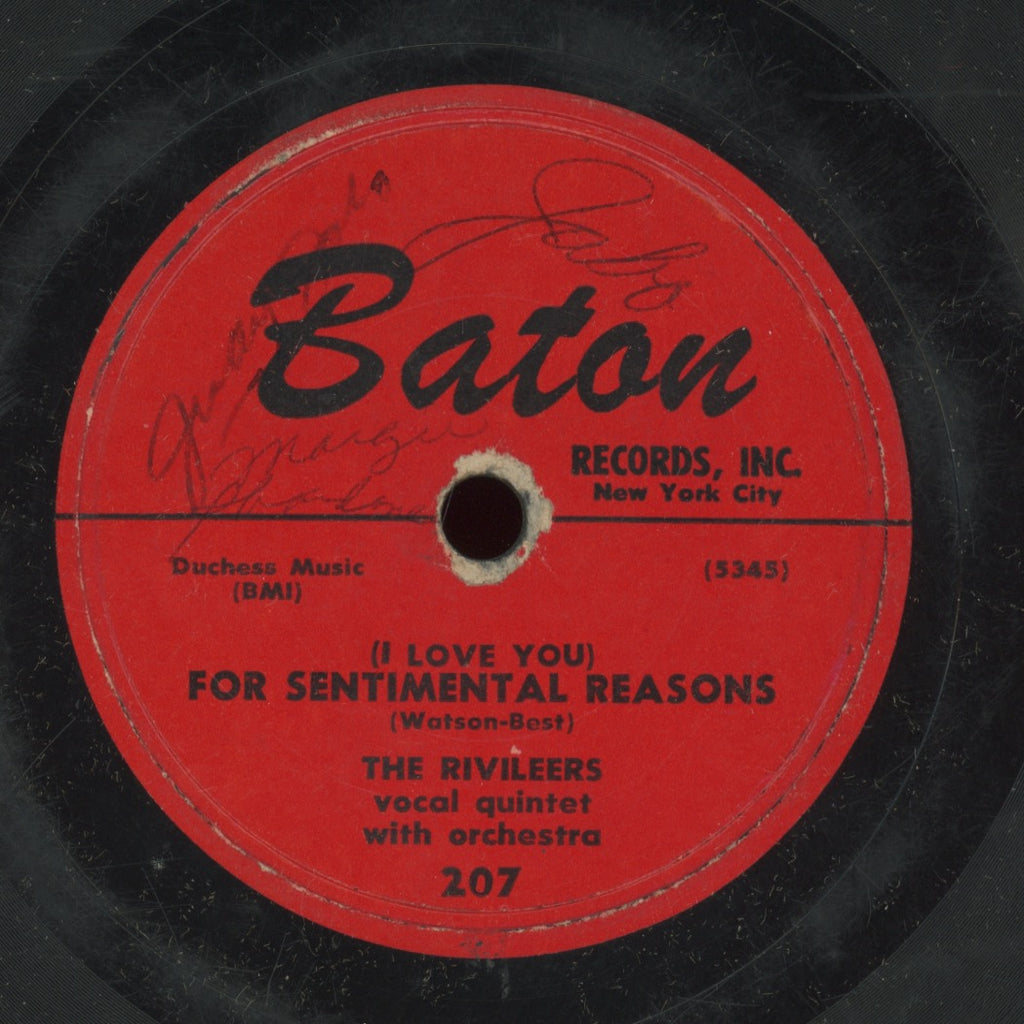 Baton
RECORDS, INC.
New York City
Duchess Music
(BMI)
(5345)
(I LOVE YOU)
FOR SENTIMENTAL REASONS
(Watson-Best)
THE RIVILEERS
vocal quintet
with orchestra
207